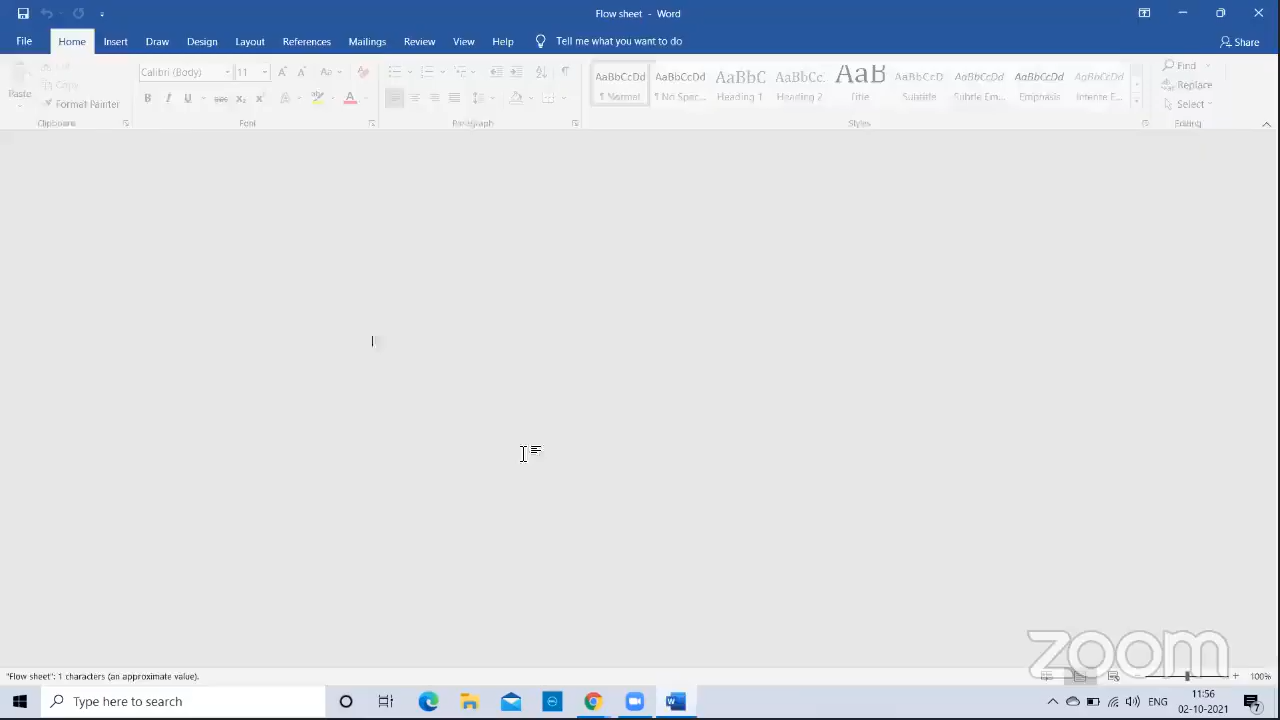 Flow sheet - Word
File Home Insert Draw Design Layout References Mailings Review View Help Tell me what you want to do Share
Paste Cut Copy Format Painter
Clipboard
Calibri (Body) 11
Font
Paragraph
AaBbCcDd AaBbCcDd AaBbC AaBbCc AaB AaBbCcD AaBbCcDd AaBbCcDd AaBbCcDd
¶ Normal ¶ No Spac... Heading 1 Heading 2 Title Subtitle Subtle Em... Emphasis Intense E...
Styles
Find
Replace
Select
Editing
zoom
"Flow sheet": 1 characters (an approximate value).
100%
Type here to search
ENG
11:56
02-10-2021
7